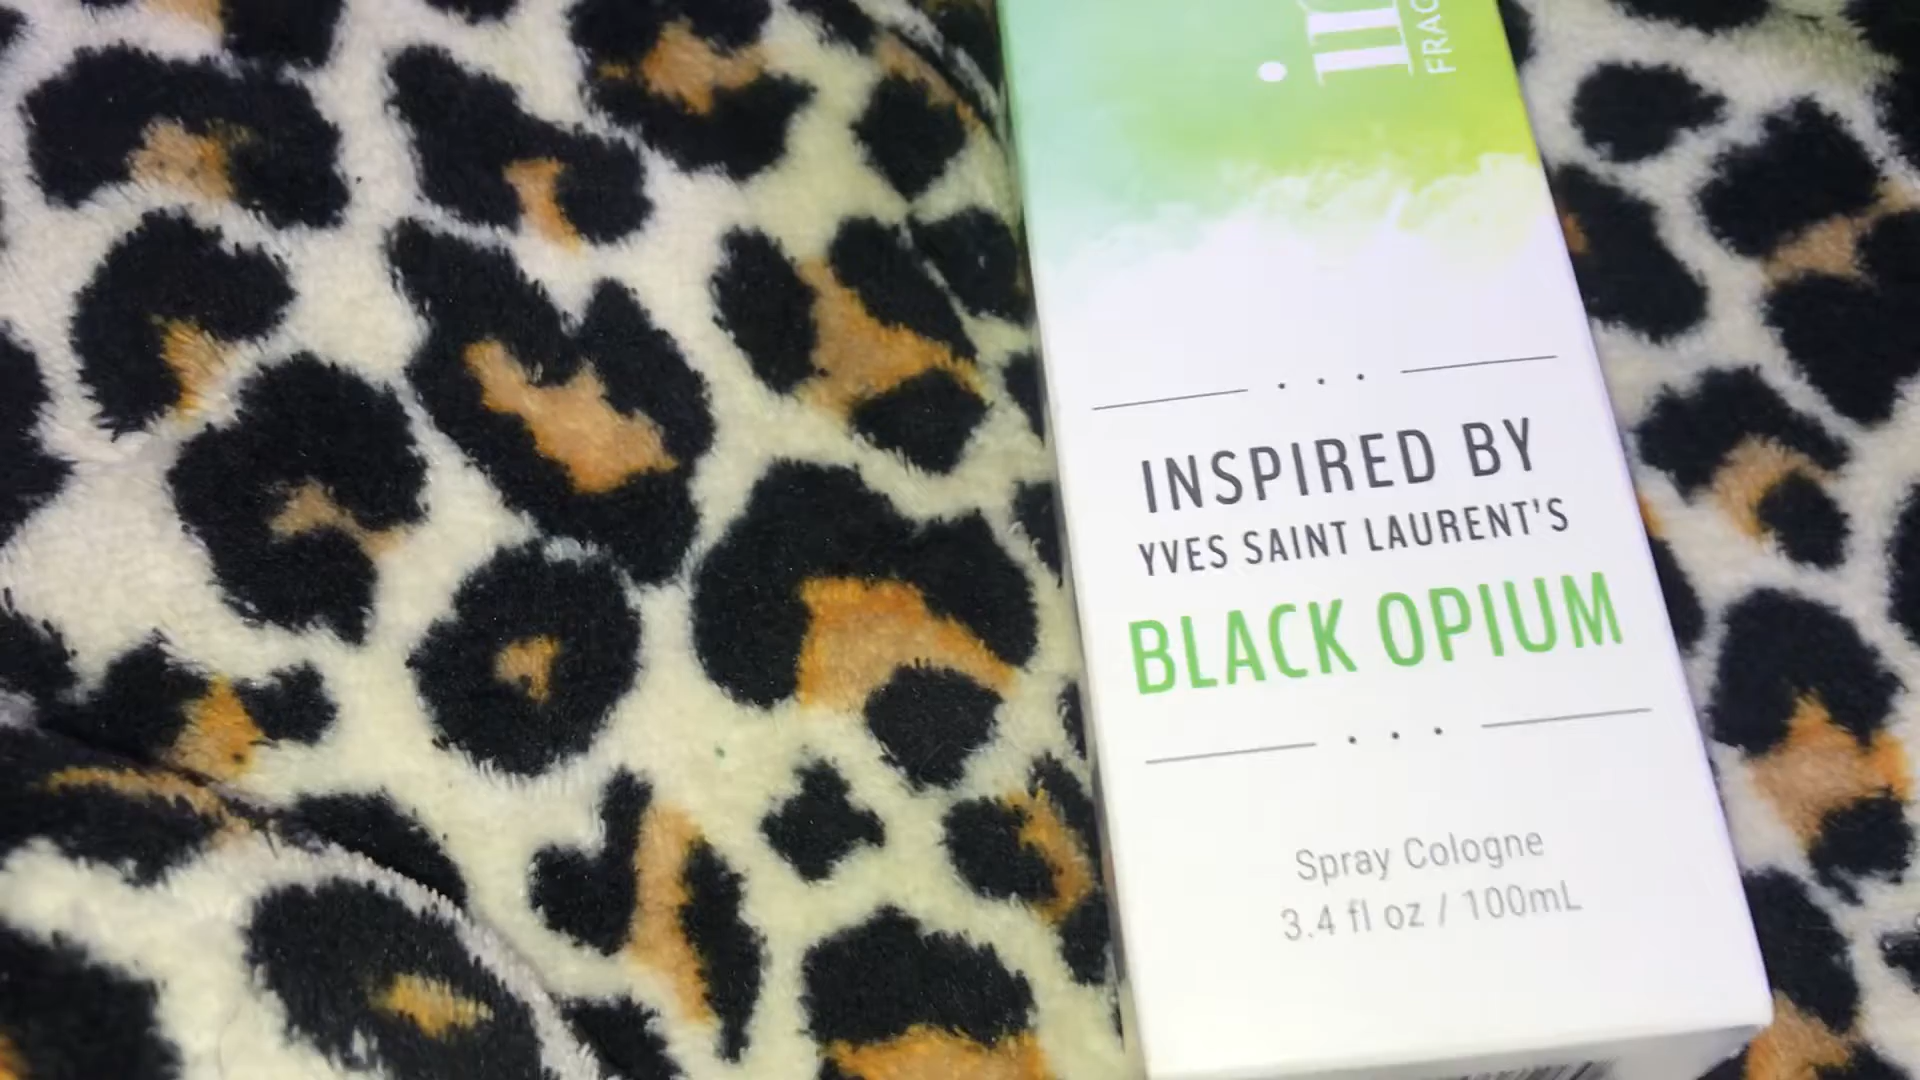 INSPIRED BY
YVES SAINT LAURENT'S
BLACK OPIUM
Spray Cologne
3.4 fl oz / 100mL